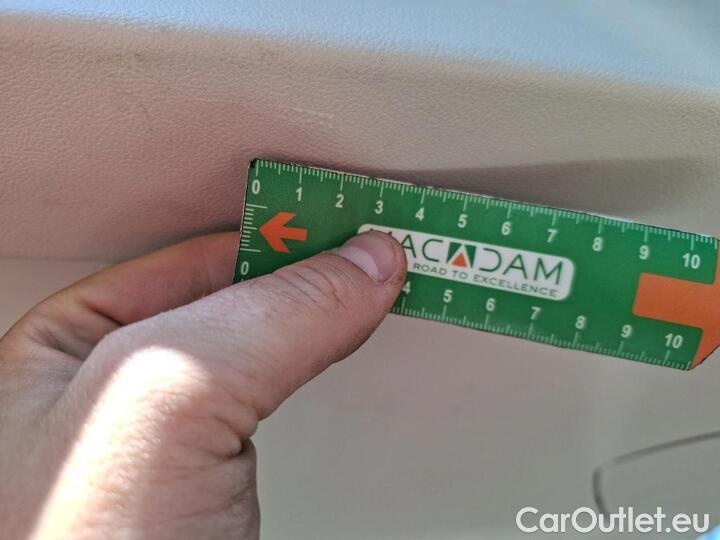 0 1 2 3 4 5 6 7 8 9 10
MACADAM
ROAD TO EXCELLENCE
0 4 5 6 7 8 9 10
CarOutlet.eu